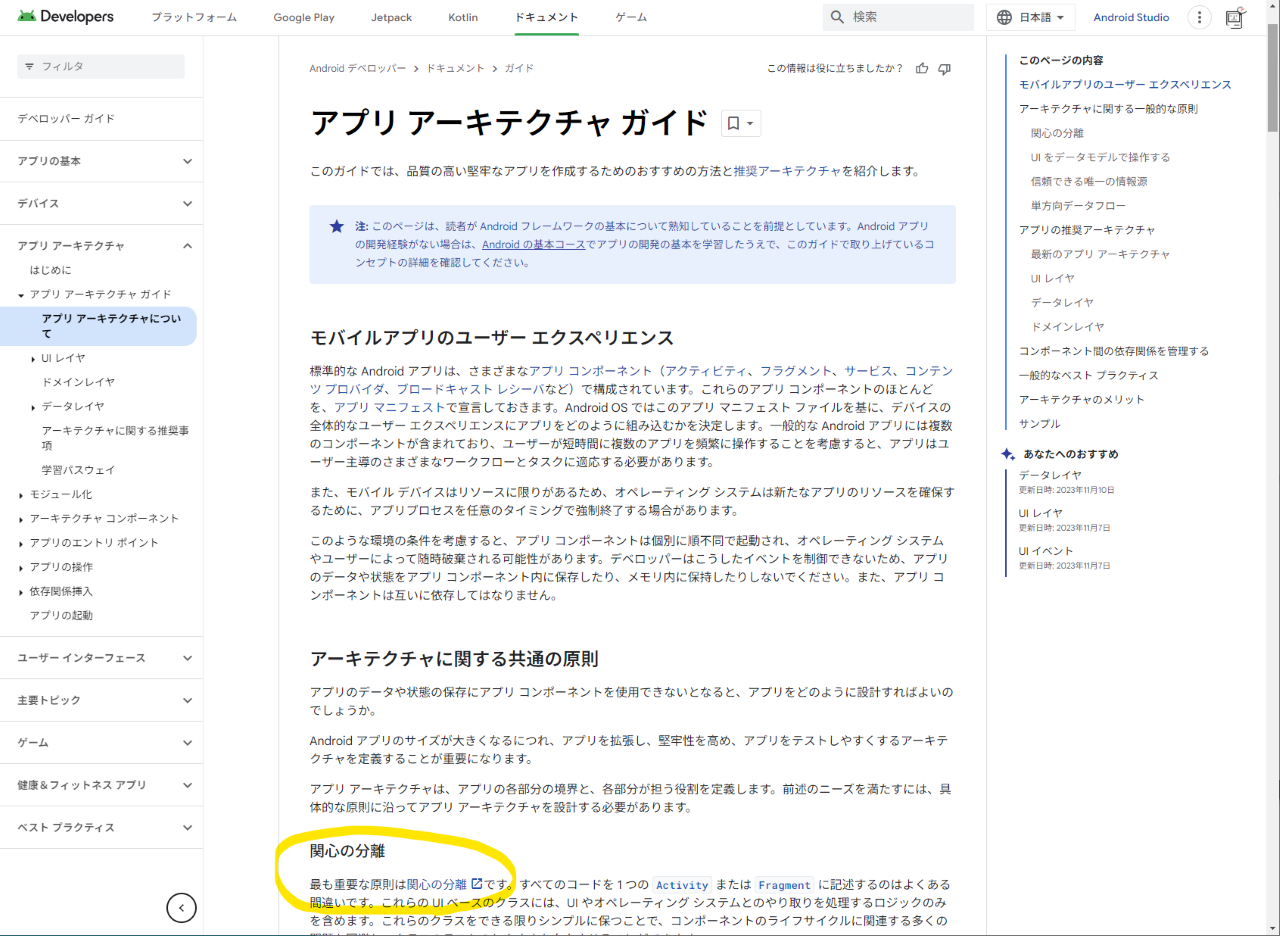 Developers
プラットフォーム
Google Play
Jetpack
Kotlin
ドキュメント
ゲーム
検索
日本語
Android Studio
フィルタ
デベロッパー ガイド
アプリの基本
デバイス
アプリ アーキテクチャ
はじめに
アプリ アーキテクチャ ガイド
アプリ アーキテクチャについ
て
UI レイヤ
ドメインレイヤ
データレイヤ
アーキテクチャに関する推奨事
項
学習パスウェイ
モジュール化
アーキテクチャ コンポーネント
アプリのエントリ ポイント
アプリの操作
依存関係挿入
アプリの起動
ユーザー インターフェース
主要トピック
ゲーム
健康＆フィットネス アプリ
ベスト プラクティス
Android デベロッパー
ドキュメント
ガイド
この情報は役に立ちましたか？
アプリ アーキテクチャ ガイド
このガイドでは、品質の高い堅牢なアプリを作成するためのおすすめの方法と推奨アーキテクチャを紹介します。
注: このページは、読者が Android フレームワークの基本について熟知していることを前提としています。Android アプリ
の開発経験がない場合は、Android の基本コースでアプリの開発の基本を学習したうえで、このガイドで取り上げているコ
ンセプトの詳細を確認してください。
モバイルアプリのユーザー エクスペリエンス
標準的な Android アプリは、さまざまなアプリ コンポーネント（アクティビティ、フラグメント、サービス、コンテン
ツ プロバイダ、ブロードキャスト レシーバなど）で構成されています。これらのアプリ コンポーネントのほとんど
を、アプリ マニフェストで宣言しておきます。Android OS ではこのアプリ マニフェスト ファイルを基に、デバイスの
全体的なユーザー エクスペリエンスにアプリをどのように組み込むかを決定します。一般的な Android アプリには複数
のコンポーネントが含まれており、ユーザーが短時間に複数のアプリを頻繁に操作することを考慮すると、アプリはユ
ーザー主導のさまざまなワークフローとタスクに適応する必要があります。
また、モバイル デバイスはリソースに限りがあるため、オペレーティング システムは新たなアプリのリソースを確保す
るために、アプリプロセスを任意のタイミングで強制終了する場合があります。
このような環境の条件を考慮すると、アプリ コンポーネントは個別に順不同で起動され、オペレーティング システム
やユーザーによって随時破棄される可能性があります。デベロッパーはこうしたイベントを制御できないため、アプリ
のデータや状態をアプリ コンポーネント内に保存したり、メモリ内に保持したりしないでください。また、アプリ コ
ンポーネントは互いに依存してはなりません。
アーキテクチャに関する共通の原則
アプリのデータや状態の保存にアプリ コンポーネントを使用できないとなると、アプリをどのように設計すればよいの
でしょうか。
Android アプリのサイズが大きくなるにつれ、アプリを拡張し、堅牢性を高め、アプリをテストしやすくするアーキテ
クチャを定義することが重要になります。
アプリ アーキテクチャは、アプリの各部分の境界と、各部分が担う役割を定義します。前述のニーズを満たすには、具
体的な原則に沿ってアプリ アーキテクチャを設計する必要があります。
関心の分離
最も重要な原則は関心の分離 です。すべてのコードを 1 つの Activity または Fragment に記述するのはよくある
間違いです。これらの UI ベースのクラスには、UI やオペレーティング システムとのやり取りを処理するロジックのみ
を含めます。これらのクラスをできる限りシンプルに保つことで、コンポーネントのライフサイクルに関連する多くの
このページの内容
モバイルアプリのユーザー エクスペリエンス
アーキテクチャに関する一般的な原則
関心の分離
UI をデータモデルで操作する
信頼できる唯一の情報源
単方向データフロー
アプリの推奨アーキテクチャ
最新のアプリ アーキテクチャ
UI レイヤ
データレイヤ
ドメインレイヤ
コンポーネント間の依存関係を管理する
一般的なベスト プラクティス
アーキテクチャのメリット
サンプル
あなたへのおすすめ
データレイヤ
更新日時: 2023年11月10日
UI レイヤ
更新日時: 2023年11月7日
UI イベント
更新日時: 2023年11月7日